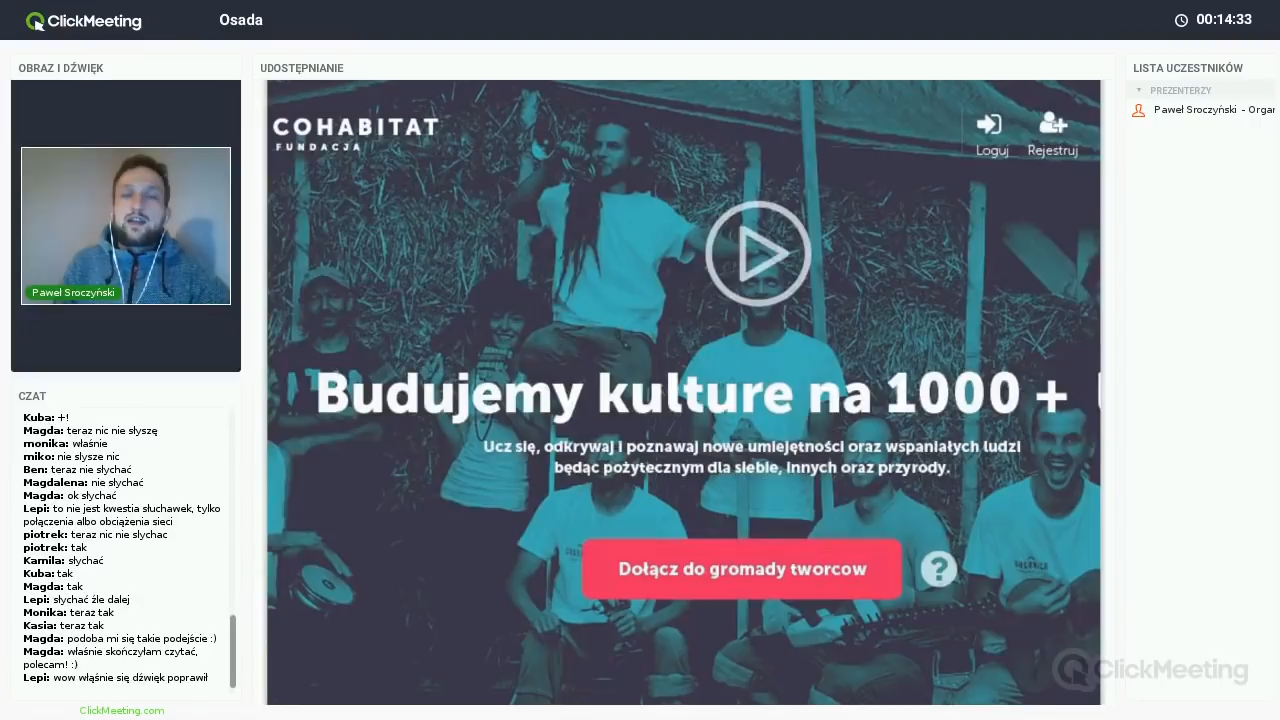 ClickMeeting
Osada
00:14:33
OBRAZ I DŹWIĘK
Paweł Sroczyński
CZAT
Kuba: +!
Magda: teraz nic nie słyszę
monika: właśnie
miko: nie slysze nic
Ben: teraz nie słychać
Magdalena: nie słychać
Magda: ok słychać
Lepi: to nie jest kwestia słuchawek, tylko
połączenia albo obciążenia sieci
piotrek: teraz nic nie slychac
piotrek: tak
Kamila: słychać
Kuba: tak
Magda: tak
Lepi: słychać źle dalej
Monika: teraz tak
Kasia: teraz tak
Magda: podoba mi się takie podejście :)
Magda: właśnie skończyłam czytać,
polecam! :)
Lepi: wow włąśnie się dźwięk poprawił
ClickMeeting.com
UDOSTĘPNIANIE
COHABITAT
FUNDACJA
Loguj
Rejestruj
Budujemy kulture na 1000 +
Ucz się, odkrywaj i poznawaj nowe umiejętności oraz wspaniałych ludzi
będąc pożytecznym dla siebie, innych oraz przyrody.
Dołącz do gromady tworcow
?
LISTA UCZESTNIKÓW
PREZENTERZY
Paweł Sroczyński - Organ
ClickMeeting